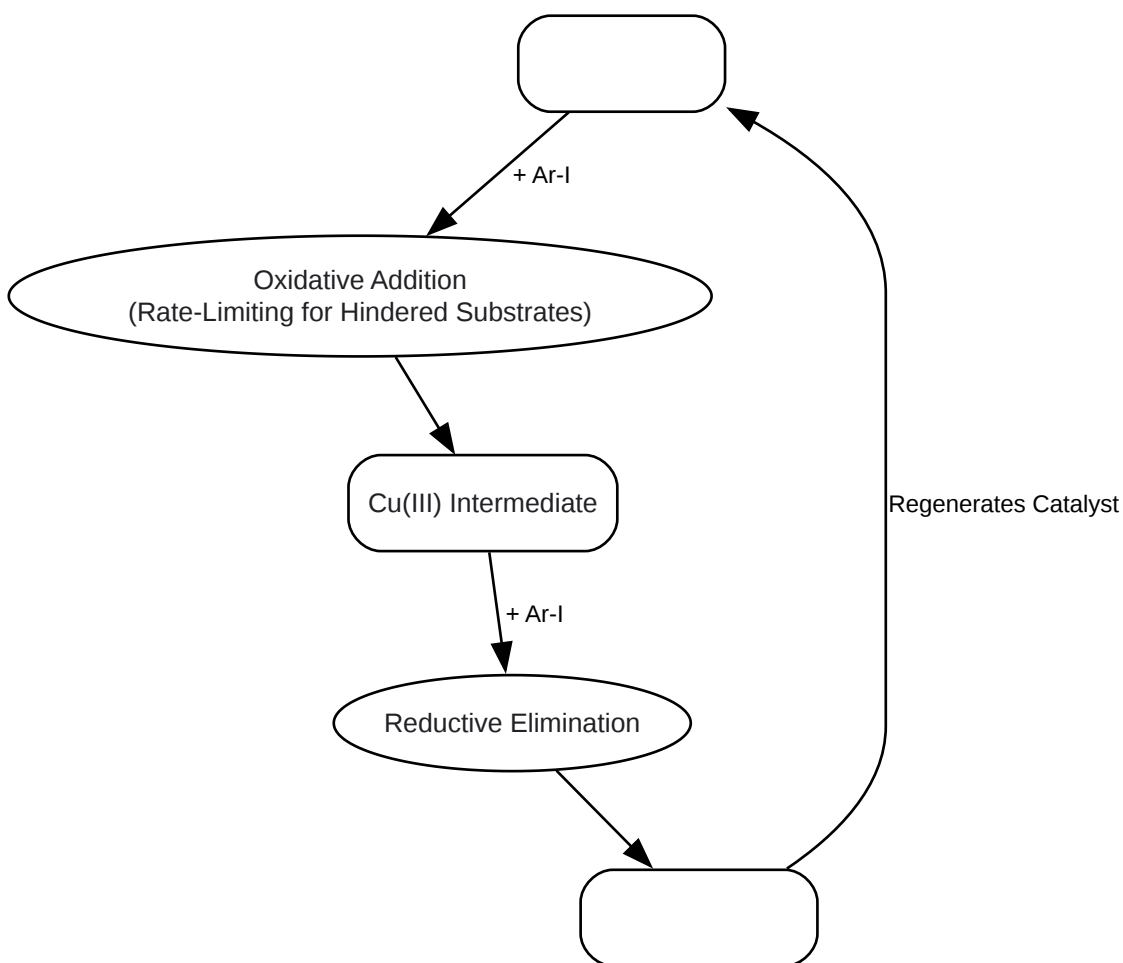 + Ar-I
Oxidative Addition
(Rate-Limiting for Hindered Substrates)
Cu(III) Intermediate
Regenerates Catalyst
+ Ar-I
Reductive Elimination